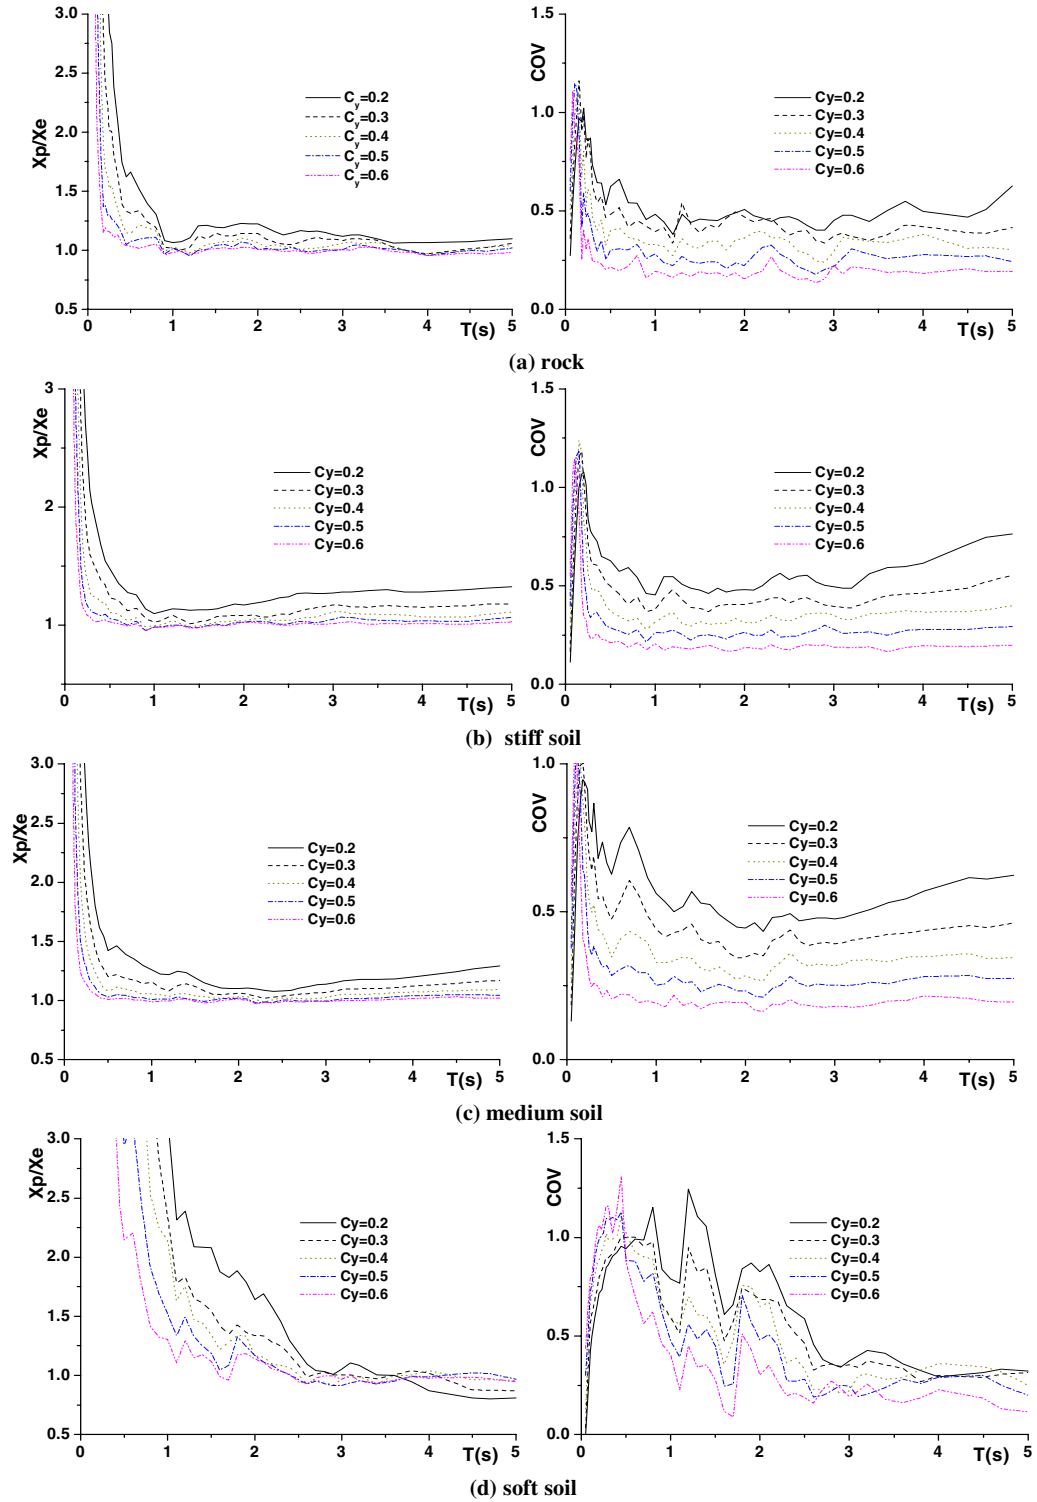 3.0
2.5
2.0
1.5
1.0
0.5
Xp/Xe
0 1 2 3 4 5
T(s)
Cy=0.2
Cy=0.3
Cy=0.4
Cy=0.5
Cy=0.6
1.5
1.0
0.5
0.0
COV
0 1 2 3 4 5
T(s)
Cy=0.2
Cy=0.3
Cy=0.4
Cy=0.5
Cy=0.6
(a) rock
3
2
1
Xp/Xe
0 1 2 3 4 5
T(s)
Cy=0.2
Cy=0.3
Cy=0.4
Cy=0.5
Cy=0.6
1.5
1.0
0.5
0.0
COV
0 1 2 3 4 5
T(s)
Cy=0.2
Cy=0.3
Cy=0.4
Cy=0.5
Cy=0.6
(b) stiff soil
3.0
2.5
2.0
1.5
1.0
0.5
Xp/Xe
0 1 2 3 4 5
T(s)
Cy=0.2
Cy=0.3
Cy=0.4
Cy=0.5
Cy=0.6
1.0
0.5
0.0
COV
0 1 2 3 4 5
T(s)
Cy=0.2
Cy=0.3
Cy=0.4
Cy=0.5
Cy=0.6
(c) medium soil
3.0
2.5
2.0
1.5
1.0
0.5
Xp/Xe
0 1 2 3 4 5
T(s)
Cy=0.2
Cy=0.3
Cy=0.4
Cy=0.5
Cy=0.6
1.5
1.0
0.5
0.0
COV
0 1 2 3 4 5
T(s)
Cy=0.2
Cy=0.3
Cy=0.4
Cy=0.5
Cy=0.6
(d) soft soil